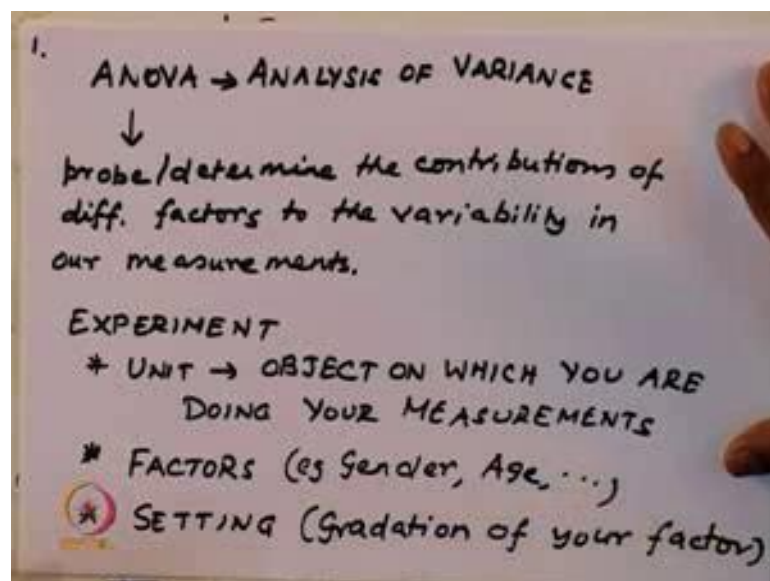 1.
ANOVA → ANALYSIS OF VARIANCE
↓
probe/determine the contributions of
diff. factors to the variability in
our measurements.
EXPERIMENT
* UNIT → OBJECT ON WHICH YOU ARE
DOING YOUR MEASUREMENTS
* FACTORS (eg Gender, Age, ...)
* SETTING (Gradation of your factor)